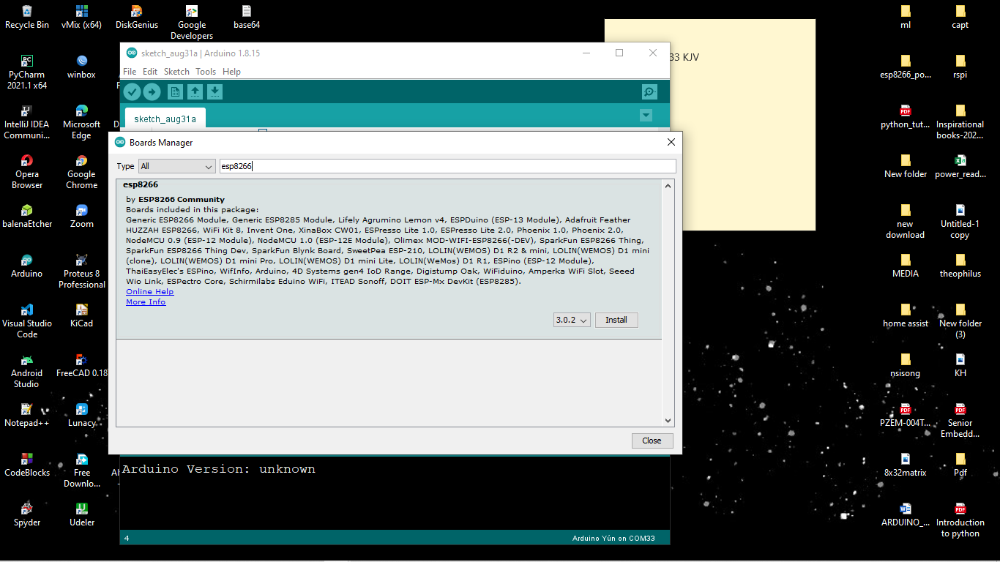 Recycle Bin
vMix (x64)
DiskGenius
Google
Developers
base64
PyCharm
2021.1 x64
winbox
IntelliJ IDEA
Communi...
Microsoft
Edge
Opera
Browser
Google
Chrome
balenaEtcher
Zoom
Arduino
Proteus 8
Professional
Visual Studio
Code
KiCad
Android
Studio
FreeCAD 0.18
Notepad++
Lunacy
CodeBlocks
Free
Downlo...
Spyder
Udeler
sketch_aug31a | Arduino 1.8.15
File Edit Sketch Tools Help
sketch_aug31a
33 KJV
Boards Manager
Type All esp8266
esp8266
by ESP8266 Community
Boards included in this package:
Generic ESP8266 Module, Generic ESP8285 Module, Lifely Agrumino Lemon v4, ESPDuino (ESP-13 Module), Adafruit Feather
HUZZAH ESP8266, WiFi Kit 8, Invent One, XinaBox CW01, ESPresso Lite 1.0, ESPresso Lite 2.0, Phoenix 1.0, Phoenix 2.0,
NodeMCU 0.9 (ESP-12 Module), NodeMCU 1.0 (ESP-12E Module), Olimex MOD-WIFI-ESP8266(-DEV), SparkFun ESP8266 Thing,
SparkFun ESP8266 Thing Dev, SparkFun Blynk Board, SweetPea ESP-210, LOLIN(WEMOS) D1 R2 & mini, LOLIN(WEMOS) D1 mini
(clone), LOLIN(WEMOS) D1 mini Pro, LOLIN(WEMOS) D1 mini Lite, LOLIN(WeMos) D1 R1, ESPino (ESP-12 Module),
ThaiEasyElec's ESPino, WifInfo, Arduino, 4D Systems gen4 IoD Range, Digistump Oak, WiFiduino, Amperka WiFi Slot, Seeed
Wio Link, ESPectro Core, Schirmilabs Eduino WiFi, ITEAD Sonoff, DOIT ESP-Mx DevKit (ESP8285).
Online Help
More Info
3.0.2 Install
Close
Arduino Version: unknown
4 Arduino Yún on COM33
ml
capt
esp8266_po...
rspi
python_tut...
Inspirational
books-202...
New folder
power_read...
new
download
Untitled-1
copy
MEDIA
theophilus
home assist
New folder
(3)
nsisong
KH
PZEM-004T...
Senior
Embedd...
8x32matrix
Pdf
ARDUINO_...
Introduction
to python